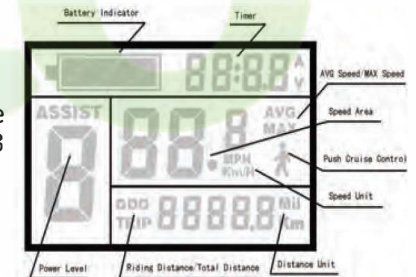 Battery Indicator
Timer
88:8.8 A
V
AVG Speed/MAX Speed
ASSIST
8
88.8
AVG
MAX
Speed Area
MPH
Km/H
Push Cruise Control
Speed Unit
ODO
TRIP
8888.8
Mil
Km
Power Level
Riding Distance/Total Distance
Distance Unit